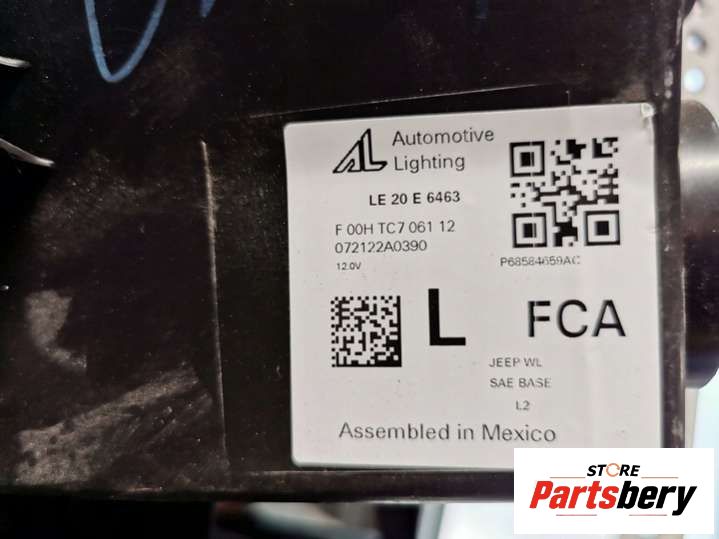 AL Automotive
Lighting
LE 20 E 6463
F 00H TC7 061 12
072122A0390
12.0V
P68584659AC
L FCA
JEEP WL
SAE BASE
L2
Assembled in Mexico
STORE
Partsbery